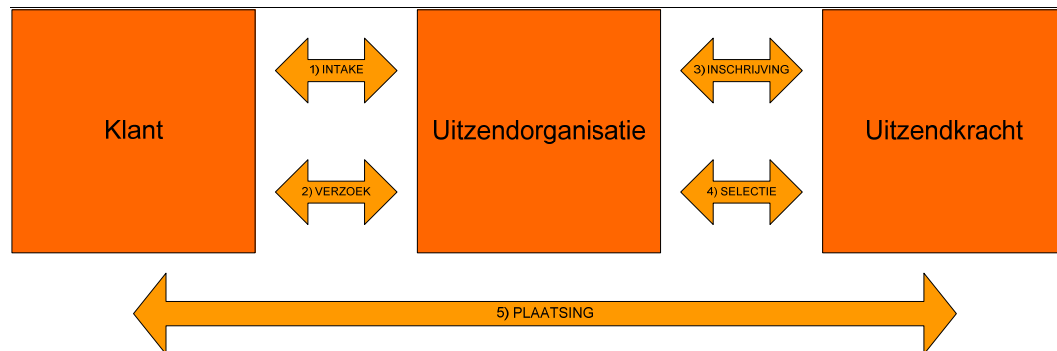 1) INTAKE
3) INSCHRIJVING
Klant
Uitzendorganisatie
Uitzendkracht
2) VERZOEK
4) SELECTIE
5) PLAATSING